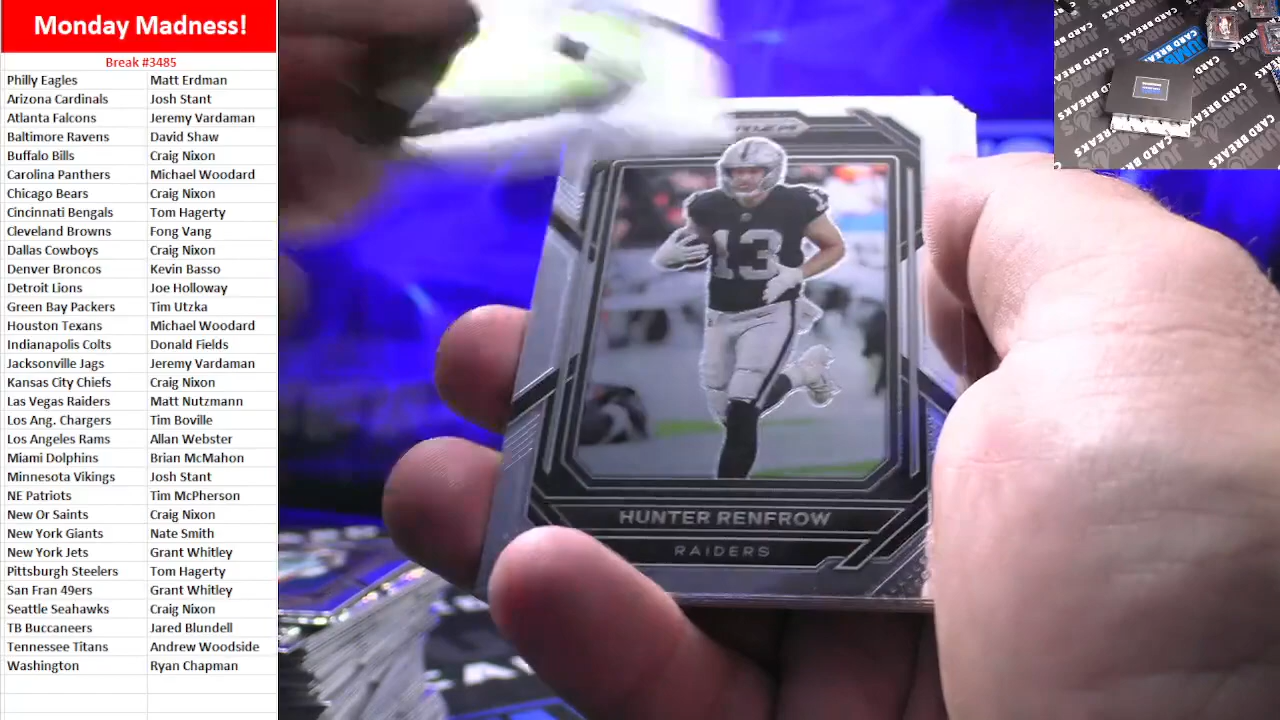 Monday Madness!
Break #3485
Philly Eagles Matt Erdman
Arizona Cardinals Josh Stant
Atlanta Falcons Jeremy Vardaman
Baltimore Ravens David Shaw
Buffalo Bills Craig Nixon
Carolina Panthers Michael Woodard
Chicago Bears Craig Nixon
Cincinnati Bengals Tom Hagerty
Cleveland Browns Fong Vang
Dallas Cowboys Craig Nixon
Denver Broncos Kevin Basso
Detroit Lions Joe Holloway
Green Bay Packers Tim Utzka
Houston Texans Michael Woodard
Indianapolis Colts Donald Fields
Jacksonville Jags Jeremy Vardaman
Kansas City Chiefs Craig Nixon
Las Vegas Raiders Matt Nutzmann
Los Ang. Chargers Tim Boville
Los Angeles Rams Allan Webster
Miami Dolphins Brian McMahon
Minnesota Vikings Josh Stant
NE Patriots Tim McPherson
New Or Saints Craig Nixon
New York Giants Nate Smith
New York Jets Grant Whitley
Pittsburgh Steelers Tom Hagerty
San Fran 49ers Grant Whitley
Seattle Seahawks Craig Nixon
TB Buccaneers Jared Blundell
Tennessee Titans Andrew Woodside
Washington Ryan Chapman
13
HUNTER RENFROW
RAIDERS
CARD BREAKS
JUMBO
CARD BREAKS